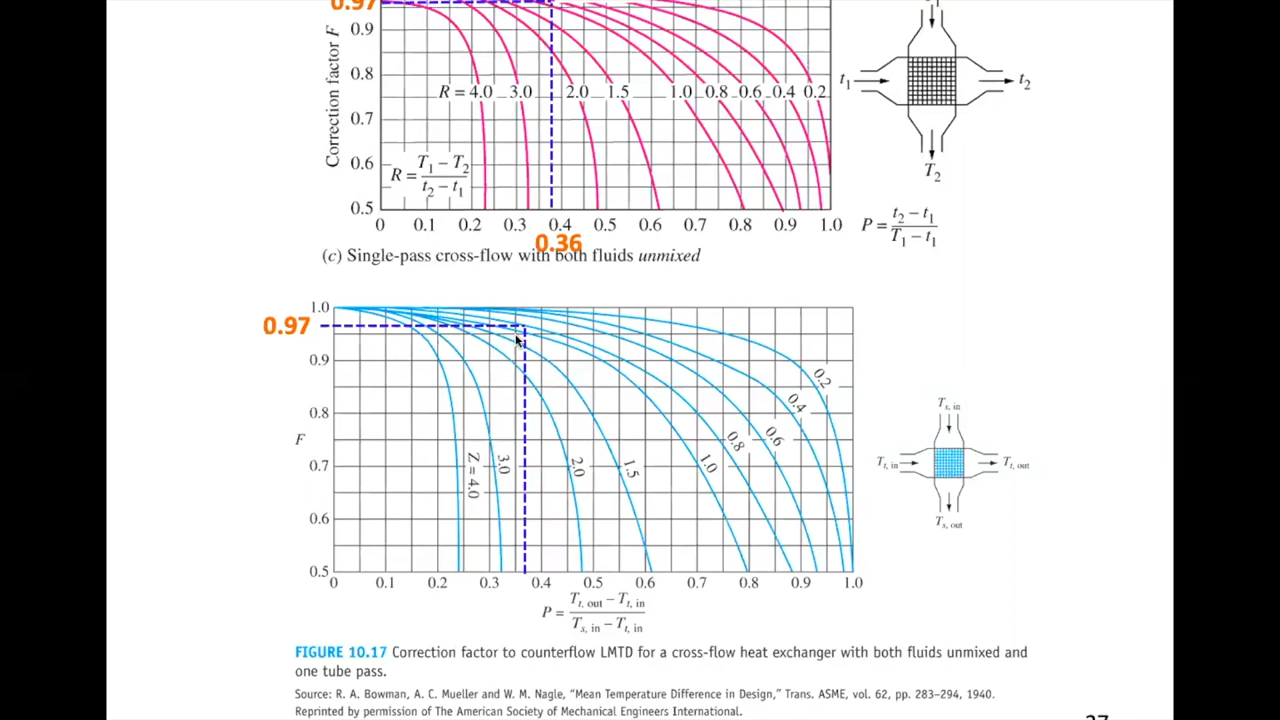 0.97
0.9
0.8
0.7
0.6
0.5
Correction factor F
R = 4.0 3.0 2.0 1.5 1.0 0.8 0.6 0.4 0.2
R = T₁ − T₂ / t₂ − t₁
0 0.1 0.2 0.3 0.4 0.5 0.6 0.7 0.8 0.9 1.0
0.36
t₁ t₂
T₂
P = t₂ − t₁ / T₁ − t₁
(c) Single-pass cross-flow with both fluids unmixed
1.0
0.97
0.9
0.8
F
0.7
0.6
0.5
Z = 4.0 3.0 2.0 1.5 1.0 0.8 0.6 0.4 0.2
0 0.1 0.2 0.3 0.4 0.5 0.6 0.7 0.8 0.9 1.0
P = Tt, out − Tt, in / Ts, in − Tt, in
Ts, in
Tt, in Tt, out
Ts, out
FIGURE 10.17 Correction factor to counterflow LMTD for a cross-flow heat exchanger with both fluids unmixed and
one tube pass.
Source: R. A. Bowman, A. C. Mueller and W. M. Nagle, "Mean Temperature Difference in Design," Trans. ASME, vol. 62, pp. 283–294, 1940.
Reprinted by permission of The American Society of Mechanical Engineers International.